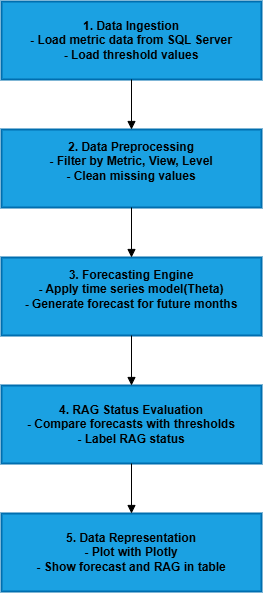 1. Data Ingestion
- Load metric data from SQL Server
- Load threshold values
2. Data Preprocessing
- Filter by Metric, View, Level
- Clean missing values
3. Forecasting Engine
- Apply time series model(Theta)
- Generate forecast for future months
4. RAG Status Evaluation
- Compare forecasts with thresholds
- Label RAG status
5. Data Representation
- Plot with Plotly
- Show forecast and RAG in table